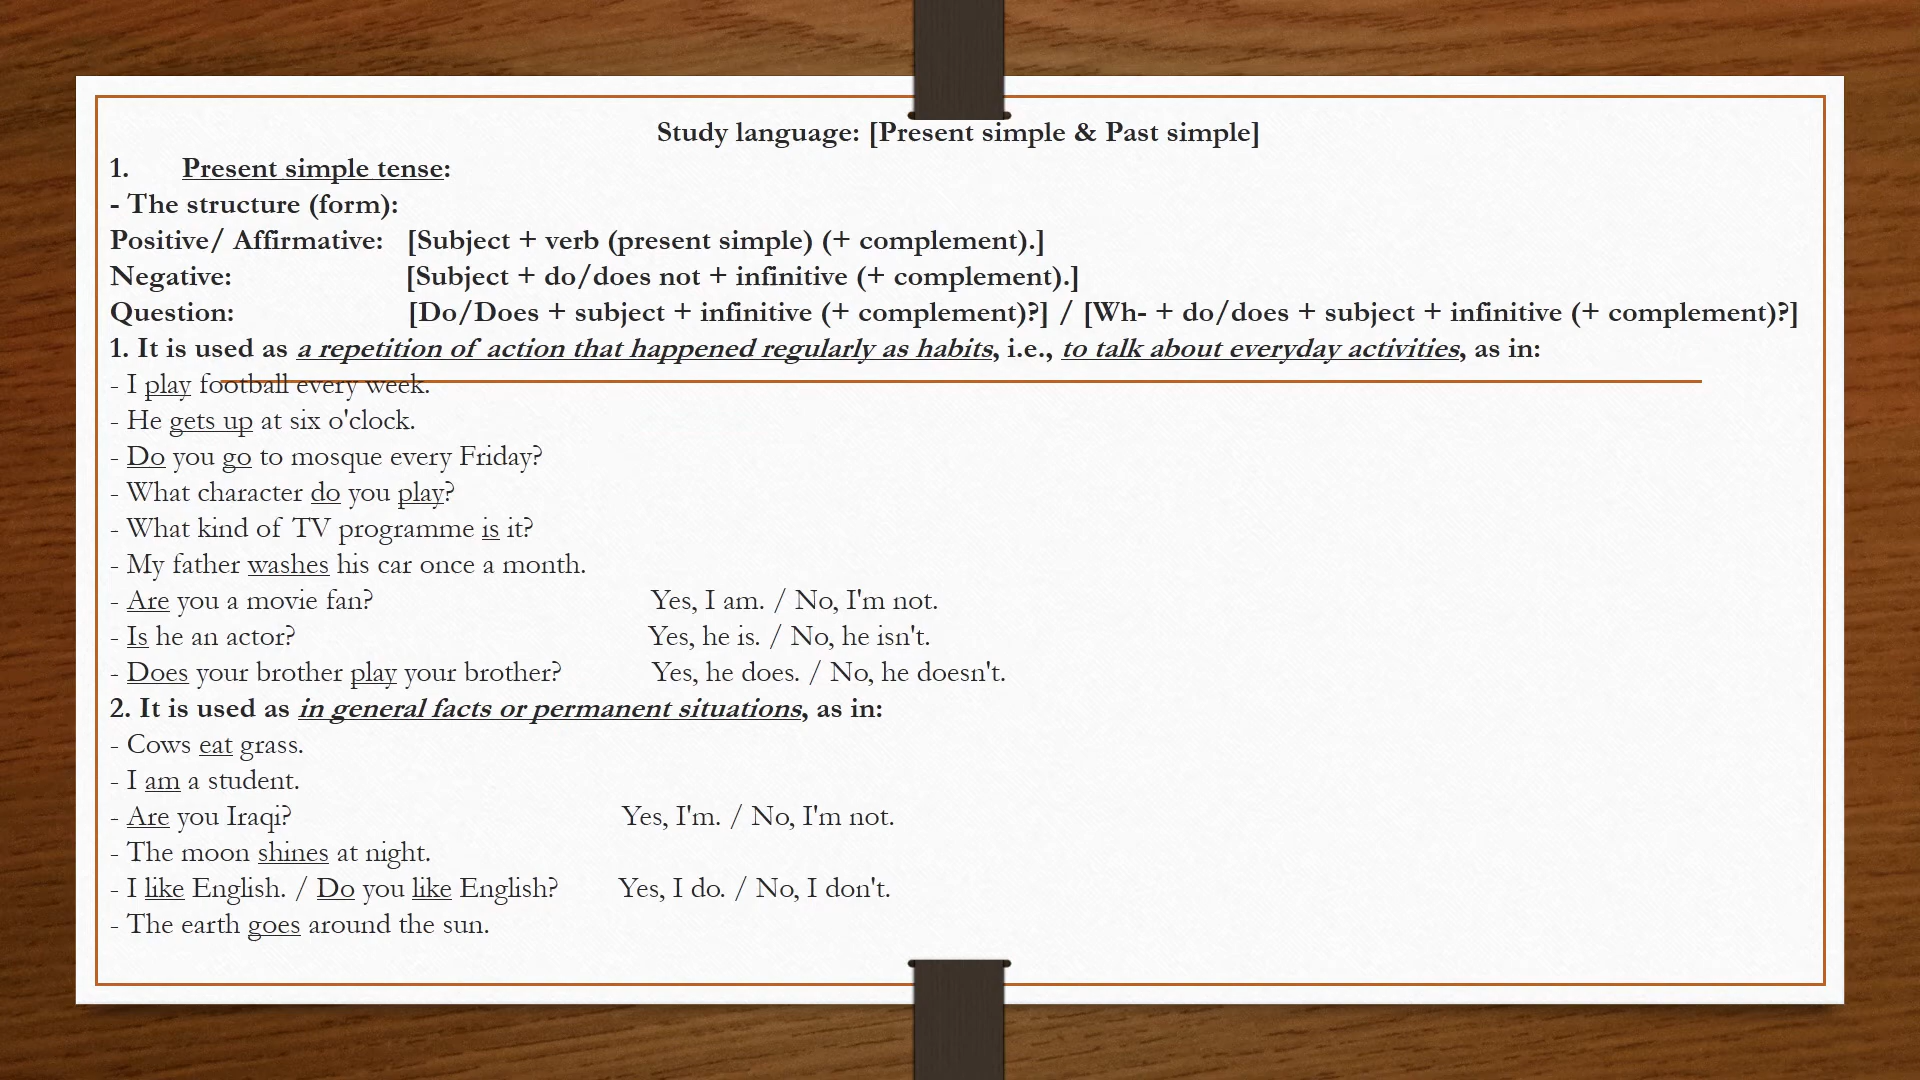 Study language: [Present simple & Past simple]
1. Present simple tense:
- The structure (form):
Positive/ Affirmative: [Subject + verb (present simple) (+ complement).]
Negative: [Subject + do/does not + infinitive (+ complement).]
Question: [Do/Does + subject + infinitive (+ complement)?] / [Wh- + do/does + subject + infinitive (+ complement)?]
1. It is used as a repetition of action that happened regularly as habits, i.e., to talk about everyday activities, as in:
- I play football every week.
- He gets up at six o'clock.
- Do you go to mosque every Friday?
- What character do you play?
- What kind of TV programme is it?
- My father washes his car once a month.
- Are you a movie fan? Yes, I am. / No, I'm not.
- Is he an actor? Yes, he is. / No, he isn't.
- Does your brother play your brother? Yes, he does. / No, he doesn't.
2. It is used as in general facts or permanent situations, as in:
- Cows eat grass.
- I am a student.
- Are you Iraqi? Yes, I'm. / No, I'm not.
- The moon shines at night.
- I like English. / Do you like English? Yes, I do. / No, I don't.
- The earth goes around the sun.